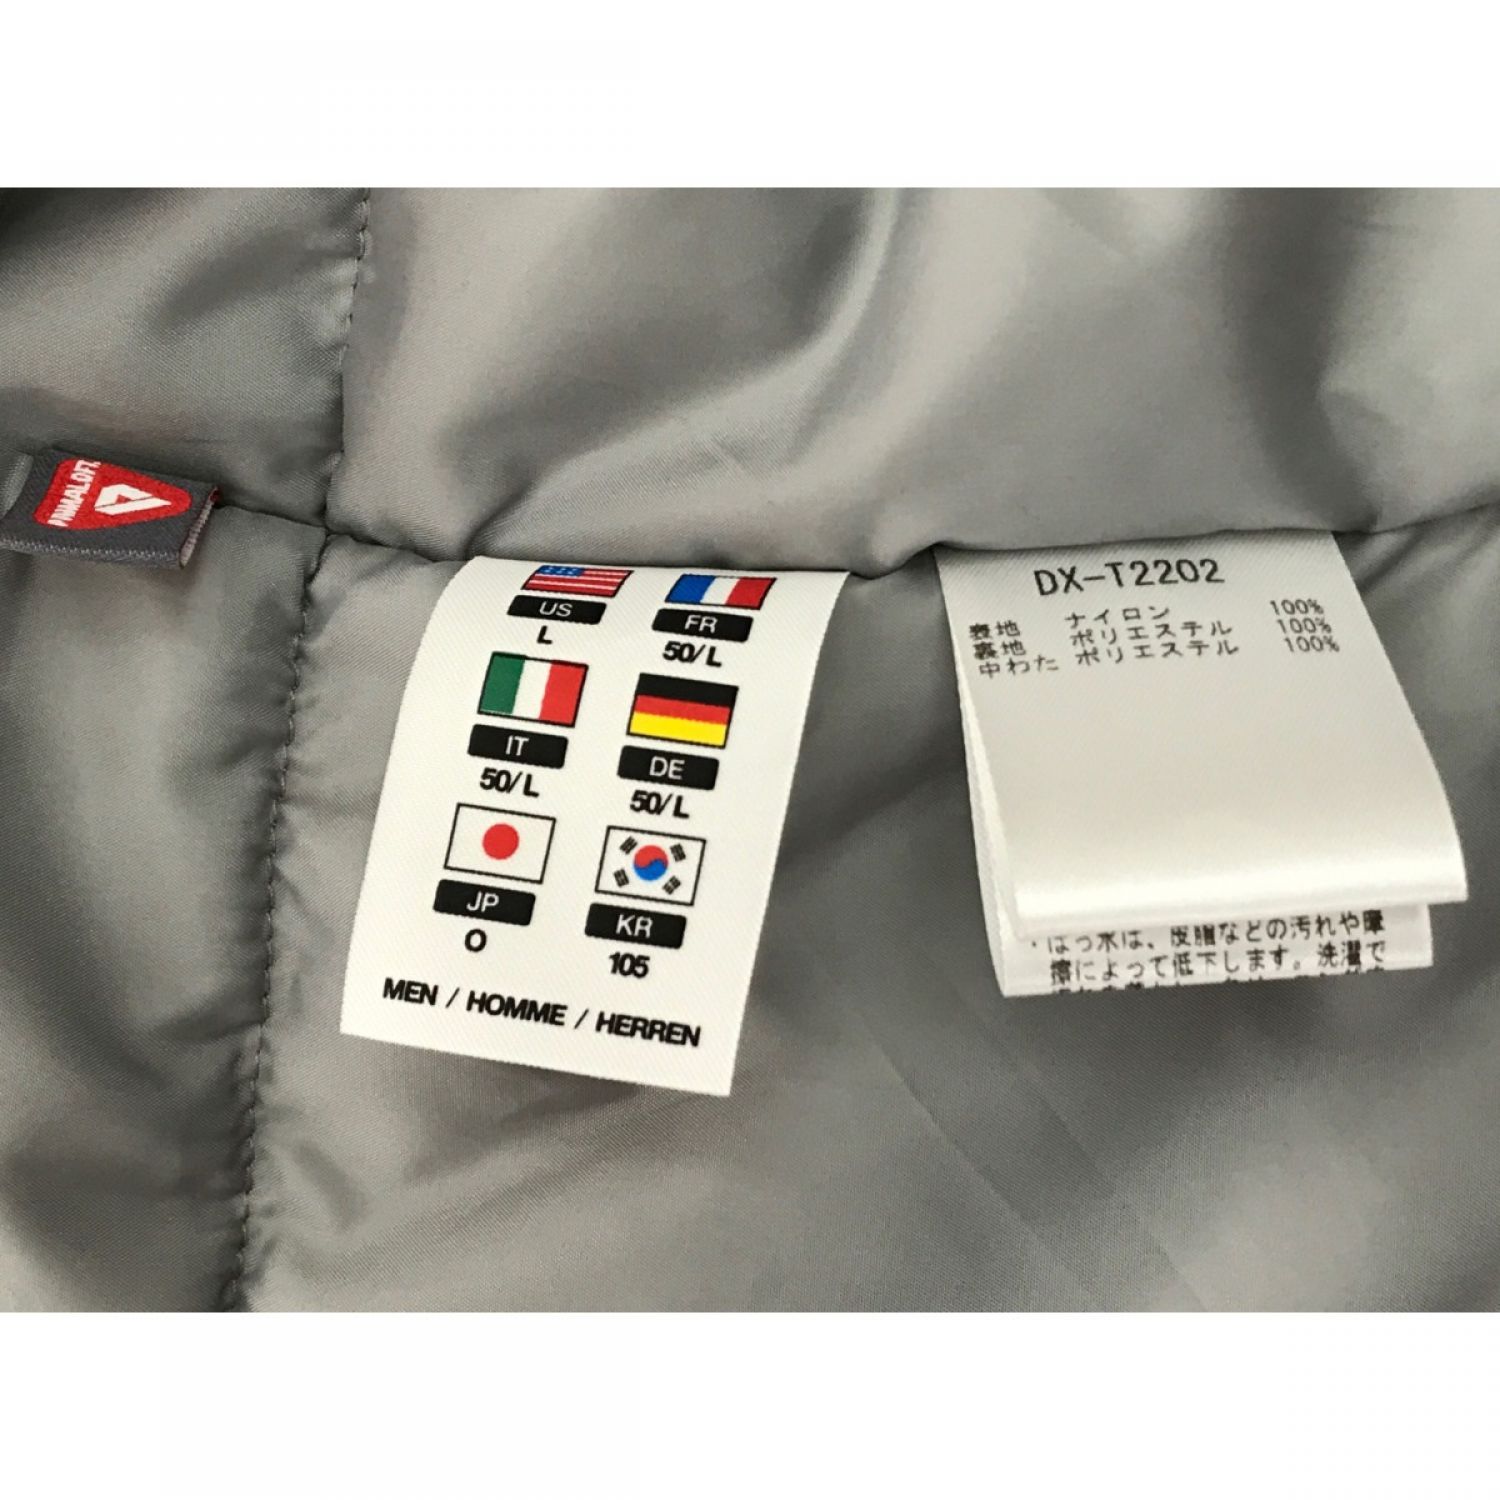 PRIMALOFT
US
L
FR
50/L
IT
50/L
DE
50/L
JP
O
KR
105
MEN / HOMME / HERREN
DX-T2202
表地 ナイロン 100%
裏地 ポリエステル 100%
中わた ポリエステル 100%
・はっ水は、皮脂などの汚れや摩
擦によって低下します。洗濯で